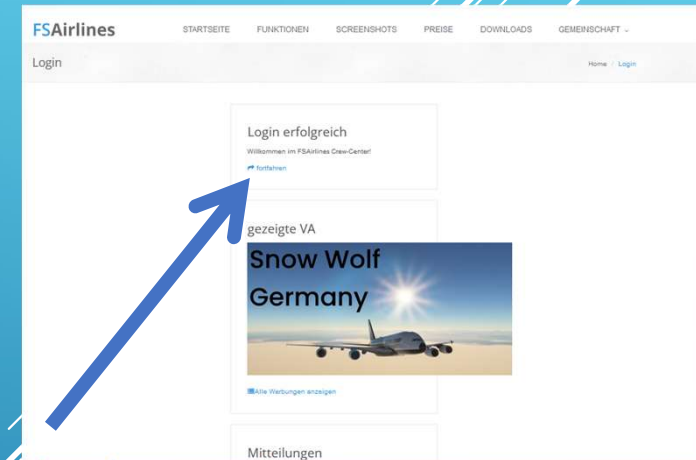 FSAirlines STARTSEITE FUNKTIONEN SCREENSHOTS PREISE DOWNLOADS GEMEINSCHAFT
Login Home / Login
Login erfolgreich
Willkommen im FSAirlines Crew-Center!
fortfahren
gezeigte VA
Snow Wolf
Germany
Alle Werbungen anzeigen
Mitteilungen